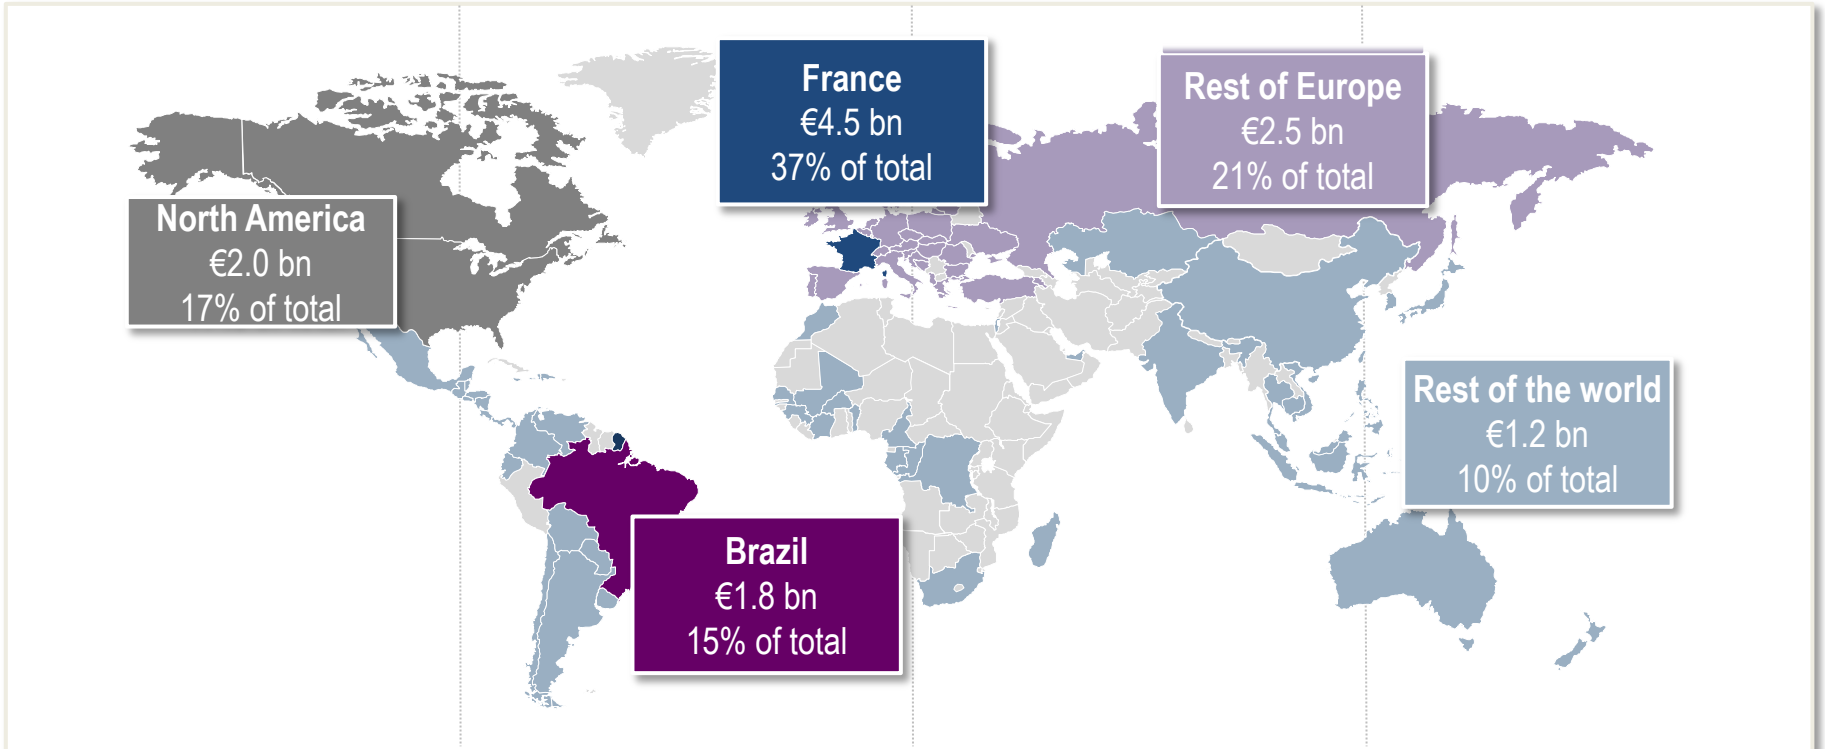 France
€4.5 bn
37% of total
Rest of Europe
€2.5 bn
21% of total
North America
€2.0 bn
17% of total
Rest of the world
€1.2 bn
10% of total
Brazil
€1.8 bn
15% of total